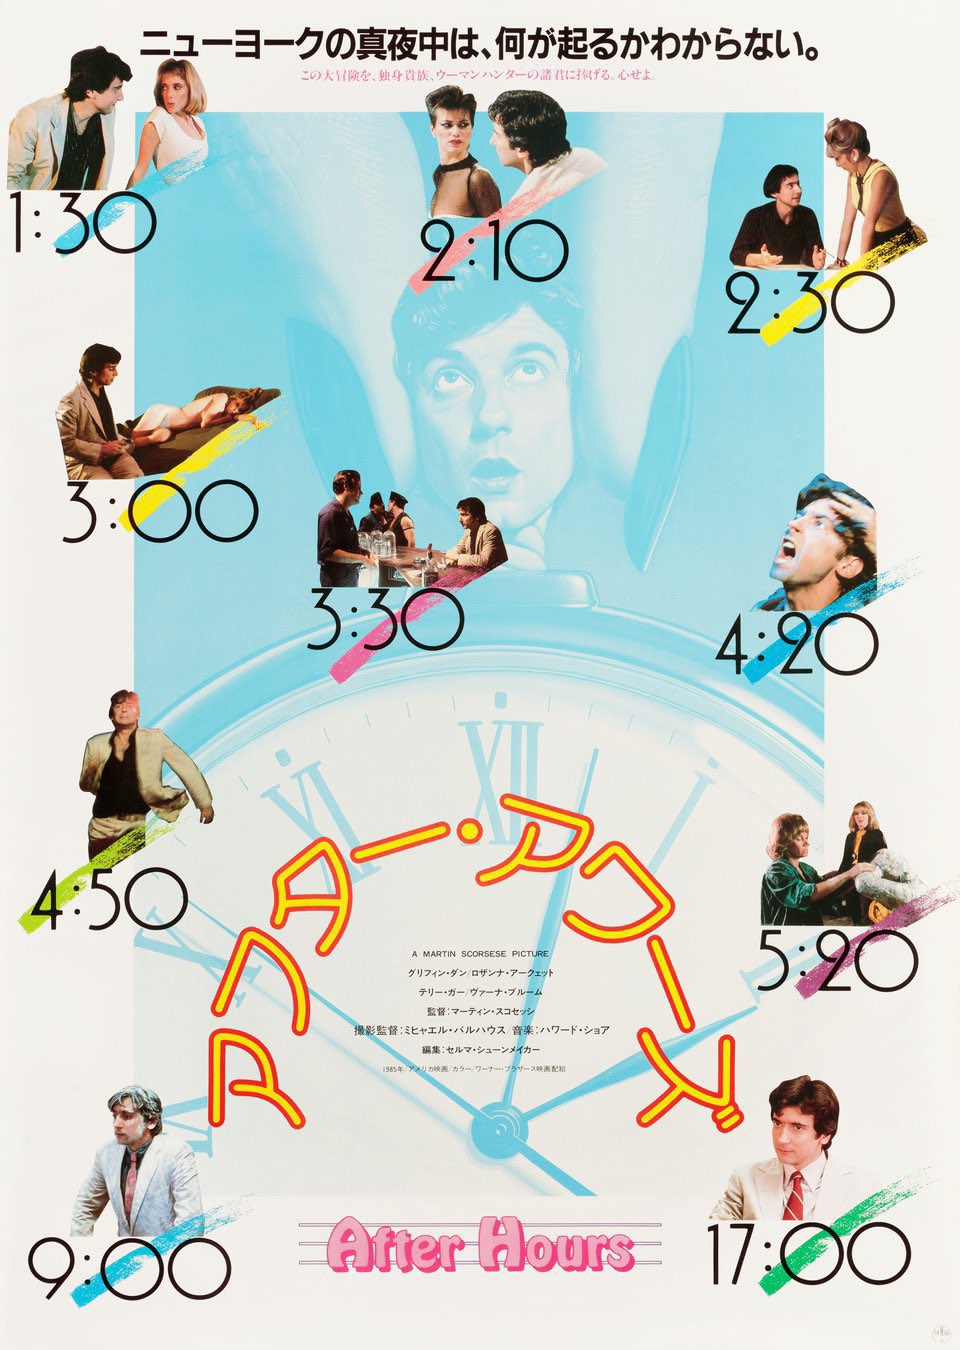 ニューヨークの真夜中は、何が起るかわからない。
この大冒険を、独身貴族、ウーマンハンターの諸君に捧げる。心せよ。
1:30
2:10
2:30
3:00
3:30
4:20
4:50
5:20
アフター・アワーズ
A MARTIN SCORSESE PICTURE
グリフィン・ダン/ロザンナ・アークェット
テリー・ガー/ヴァーナ・ブルーム
監督:マーティン・スコセッシ
撮影監督:ミヒャエル・バルハウス/音楽:ハワード・ショア
編集:セルマ・シューンメイカー
1985年/アメリカ映画/カラー/ワーナー・ブラザース映画配給
9:00
17:00
After Hours